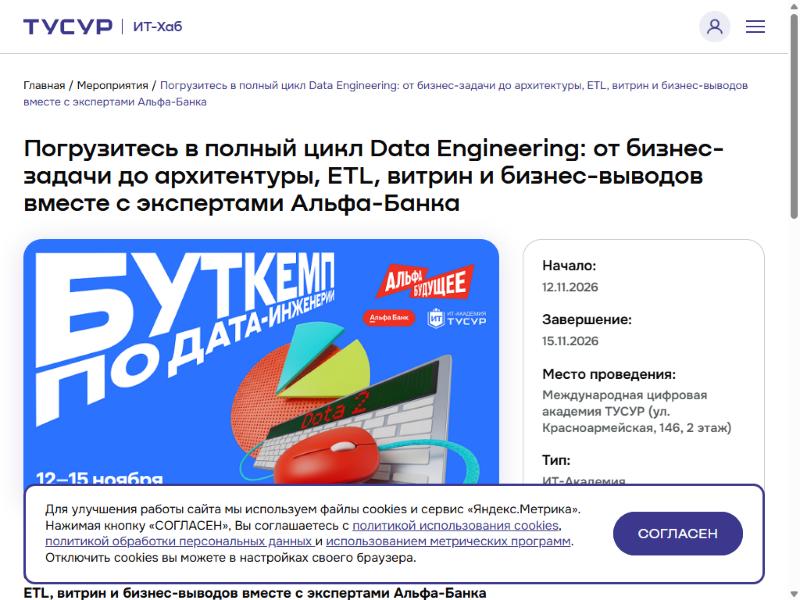 ТУСУР | ИТ-Хаб
Главная / Мероприятия / Погрузитесь в полный цикл Data Engineering: от бизнес-задачи до архитектуры, ETL, витрин и бизнес-выводов
вместе с экспертами Альфа-Банка
Погрузитесь в полный цикл Data Engineering: от бизнес-
задачи до архитектуры, ETL, витрин и бизнес-выводов
вместе с экспертами Альфа-Банка
БУТКЕМП
ПО ДАТА-ИНЖЕНЕРИИ
АЛЬФА
БУДУЩЕЕ
Альфа Банк
ИТ
ИТ-АКАДЕМИЯ
ТУСУР
Dota 2
12–15 ноября
Начало:
12.11.2026
Завершение:
15.11.2026
Место проведения:
Международная цифровая
академия ТУСУР (ул.
Красноармейская, 146, 2 этаж)
Тип:
ИТ-Академия
Для улучшения работы сайта мы используем файлы cookies и сервис «Яндекс.Метрика».
Нажимая кнопку «СОГЛАСЕН», Вы соглашаетесь с политикой использования cookies,
политикой обработки персональных данных и использованием метрических программ.
Отключить cookies вы можете в настройках своего браузера.
СОГЛАСЕН
ETL, витрин и бизнес-выводов вместе с экспертами Альфа-Банка